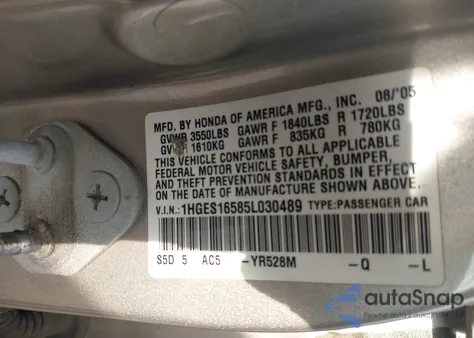 MFD. BY HONDA OF AMERICA MFG., INC. 08/'05
GVWR 3550LBS GAWR F 1840LBS R 1720LBS
GV 1610KG GAWR F 835KG R 780KG
THIS VEHICLE CONFORMS TO ALL APPLICABLE
FEDERAL MOTOR VEHICLE SAFETY, BUMPER,
AND THEFT PREVENTION STANDARDS IN EFFECT
ON THE DATE OF MANUFACTURE SHOWN ABOVE.
V.I.N.: 1HGES16585L030489 TYPE:PASSENGER CAR
S5D 5 AC5 -YR528M -Q -L
autoSnap